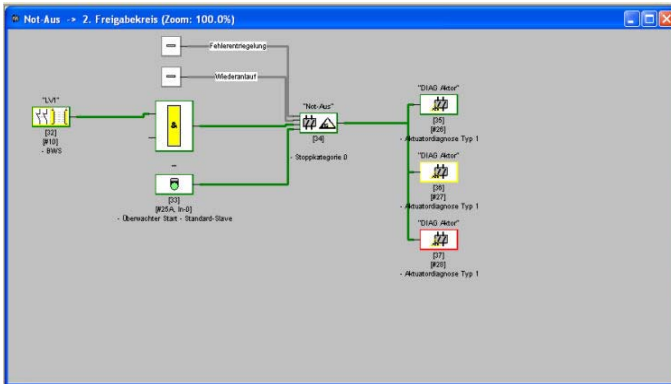 Not-Aus -> 2. Freigabekreis (Zoom: 100.0%)
Fehlerentriegelung
Wiederanlauf
"LV1"
[32]
[#10]
- BWS
&
"Not-Aus"
[34]
- Stoppkategorie 0
[33]
[#25A, In-0]
- Überwachter Start - Standard-Slave
"DIAG Aktor"
[35]
[#26]
- Aktuatordiagnose Typ 1
"DIAG Aktor"
[36]
[#27]
- Aktuatordiagnose Typ 1
"DIAG Aktor"
[37]
[#28]
- Aktuatordiagnose Typ 1